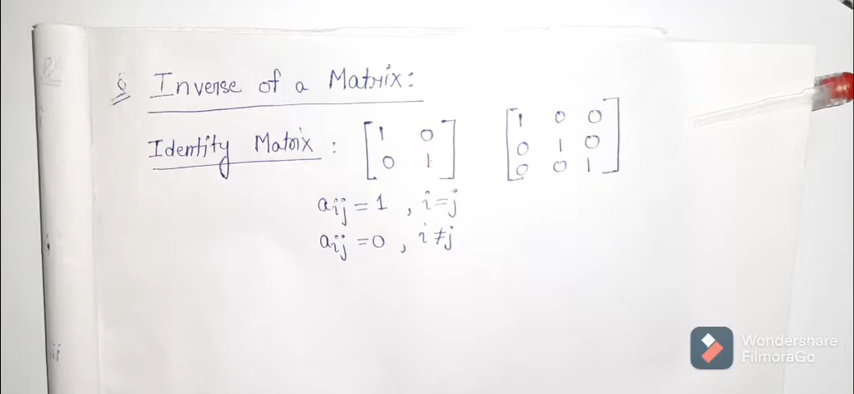 Inverse of a Matrix:
Identity Matrix : [1 0 0 1] [1 0 0 0 1 0 0 0 1]
aij = 1 , i=j
aij = 0 , i≠j
Wondershare
FilmoraGo